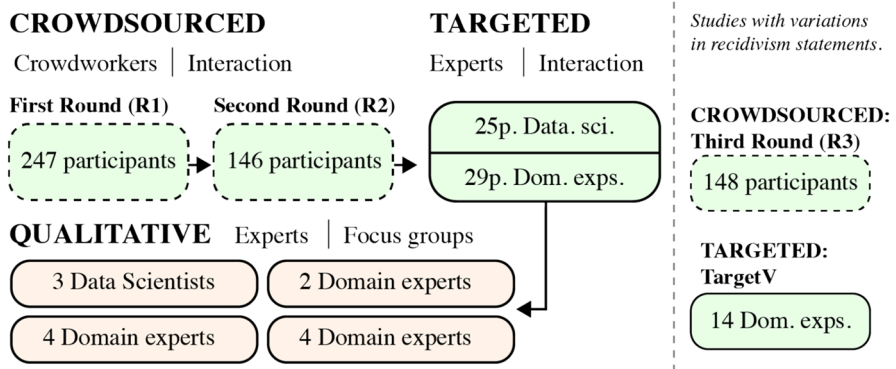 CROWDSOURCED
Crowdworkers | Interaction
First Round (R1)
247 participants
Second Round (R2)
146 participants
TARGETED
Experts | Interaction
25p. Data. sci.
29p. Dom. exps.
QUALITATIVE Experts | Focus groups
3 Data Scientists
2 Domain experts
4 Domain experts
4 Domain experts
Studies with variations
in recidivism statements.
CROWDSOURCED:
Third Round (R3)
148 participants
TARGETED:
TargetV
14 Dom. exps.